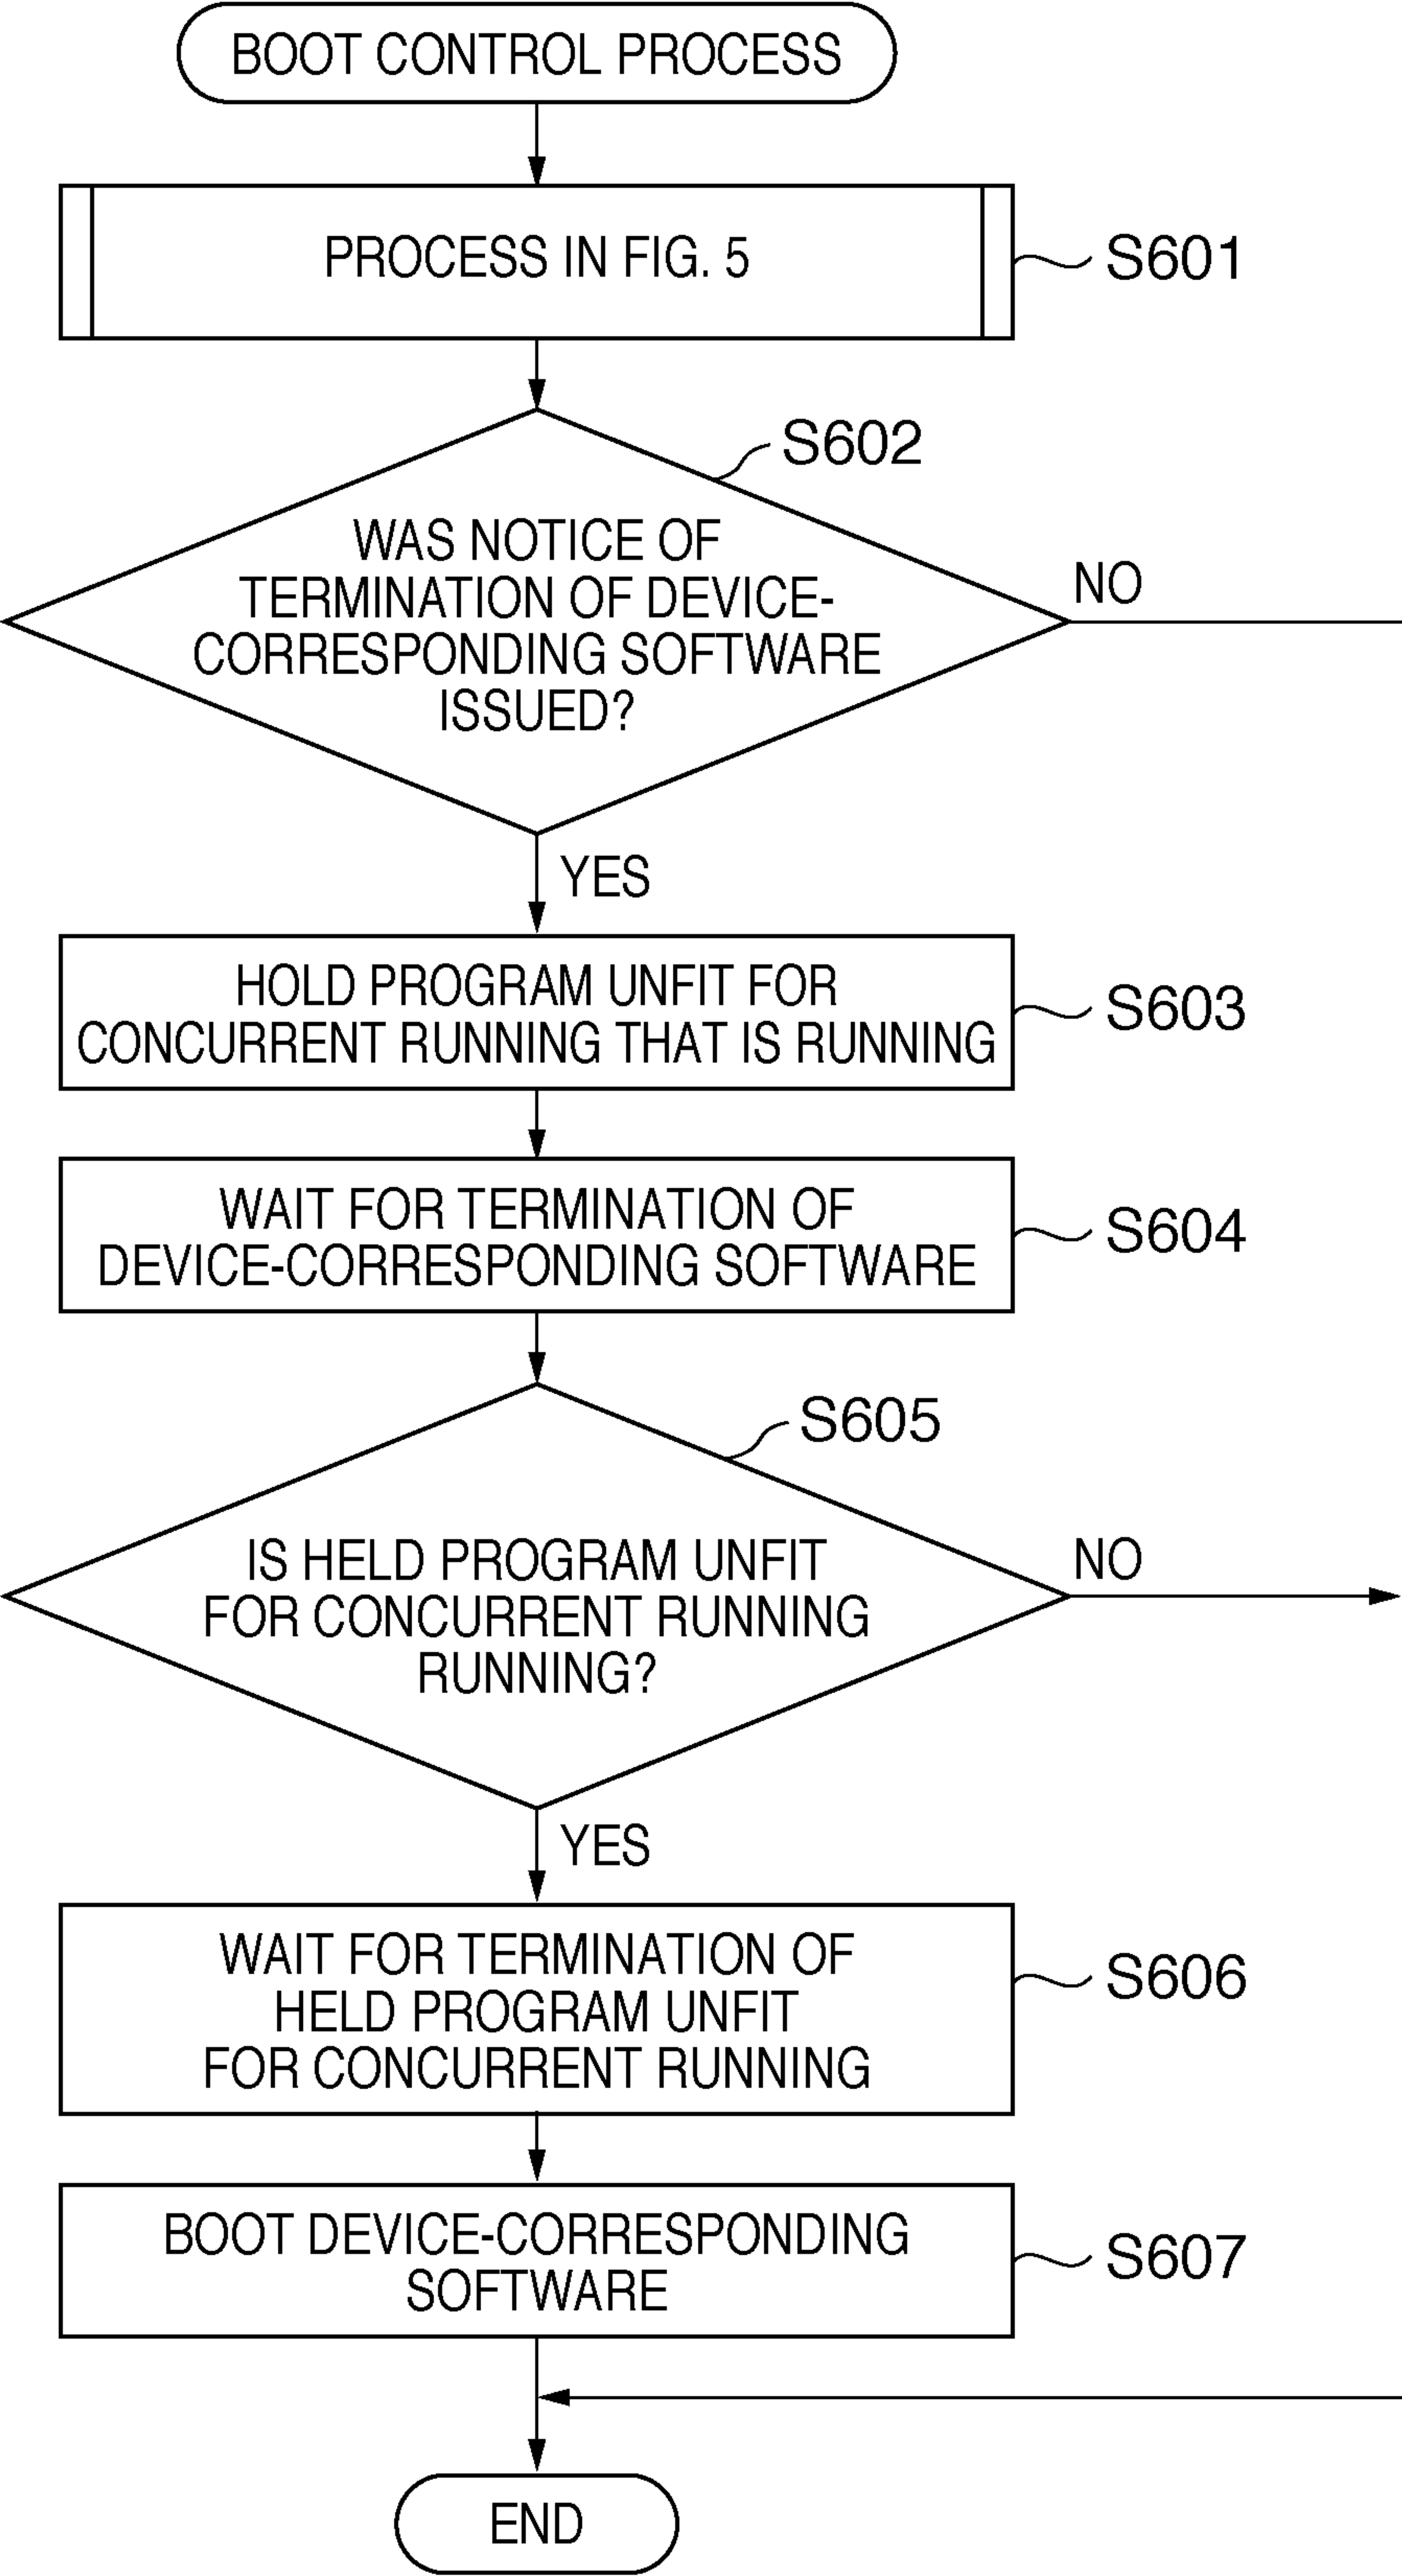 BOOT CONTROL PROCESS
PROCESS IN FIG. 5
S601
S602
WAS NOTICE OF
TERMINATION OF DEVICE-
CORRESPONDING SOFTWARE
ISSUED?
NO
YES
HOLD PROGRAM UNFIT FOR
CONCURRENT RUNNING THAT IS RUNNING
S603
WAIT FOR TERMINATION OF
DEVICE-CORRESPONDING SOFTWARE
S604
S605
IS HELD PROGRAM UNFIT
FOR CONCURRENT RUNNING
RUNNING?
NO
YES
WAIT FOR TERMINATION OF
HELD PROGRAM UNFIT
FOR CONCURRENT RUNNING
S606
BOOT DEVICE-CORRESPONDING
SOFTWARE
S607
END